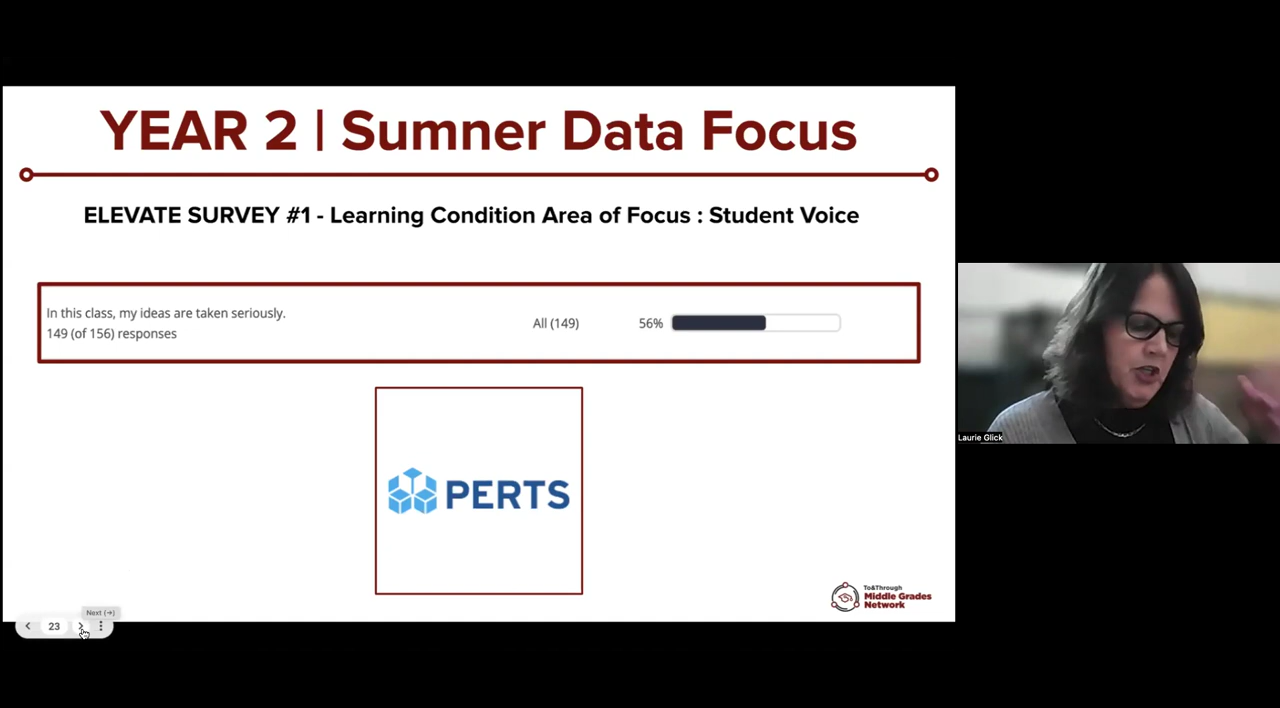 YEAR 2 | Sumner Data Focus
ELEVATE SURVEY #1 - Learning Condition Area of Focus : Student Voice
In this class, my ideas are taken seriously.
149 (of 156) responses
All (149)
56%
PERTS
To&Through
Middle Grades
Network
Next (→)
23
Laurie Glick